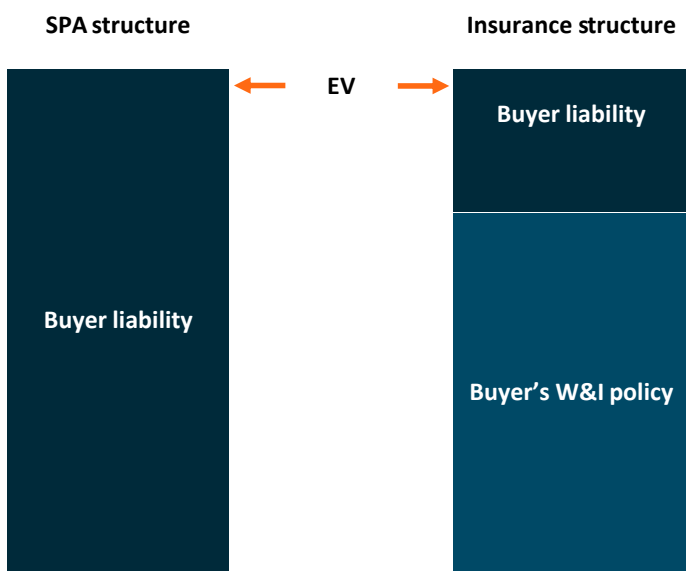 SPA structure
Insurance structure
EV
Buyer liability
Buyer liability
Buyer’s W&I policy